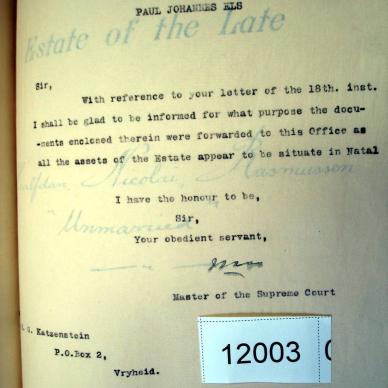 PAUL JOHANNES ELS
Estate of the Late
Sir,
With reference to your letter of the 18th. inst.
I shall be glad to be informed for what purpose the docu-
-ments enclosed therein were forwarded to this Office as
all the assets of the Estate appear to be situate in Natal
Nicolai Rasmussen
I have the honour to be,
"Unmarried"
Sir,
Your obedient servant,
Master of the Supreme Court
Katzenstein
P.O.Box 2,
Vryheid.
12003